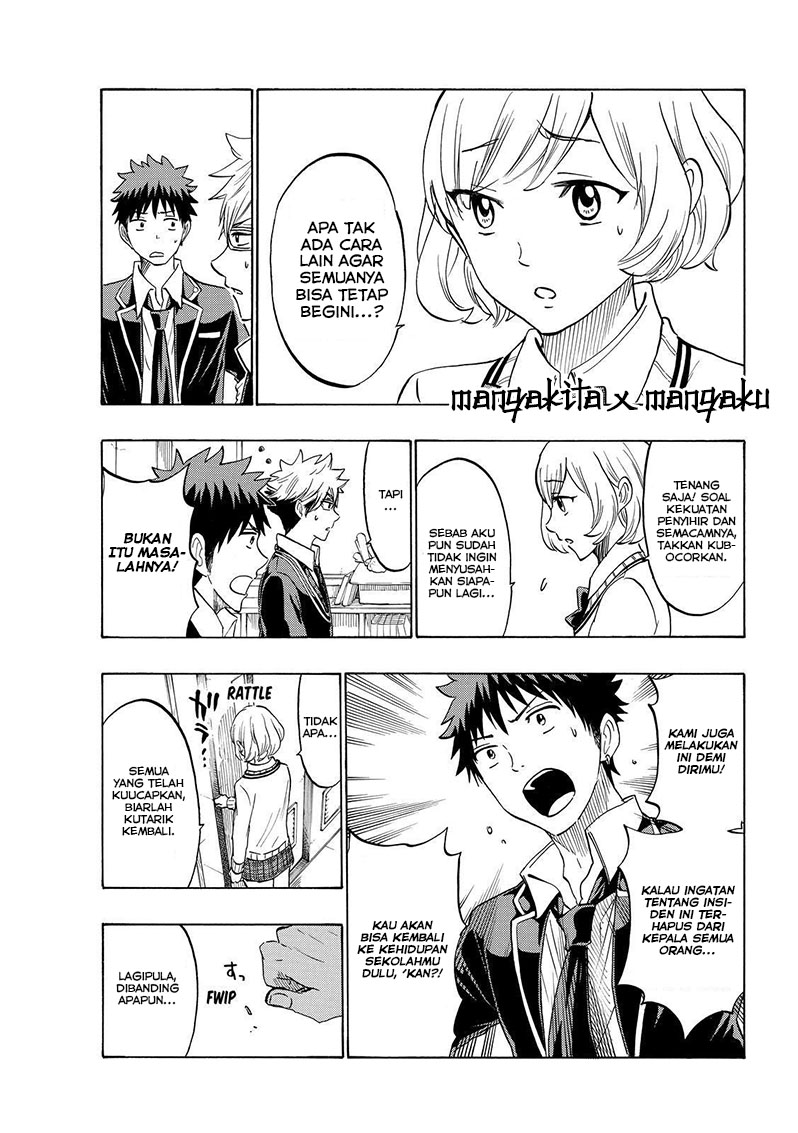 APA TAK
ADA CARA
LAIN AGAR
SEMUANYA
BISA TETAP
BEGINI...?
mangakita x mangaku
TENANG
SAJA! SOAL
KEKUATAN
PENYIHIR DAN
SEMACAMNYA,
TAKKAN KUB-
OCORKAN.
SEBAB AKU
PUN SUDAH
TIDAK INGIN
MENYUSAH-
KAN SIAPA-
PUN LAGI...
TAPI
...
BUKAN
ITU MASA-
LAHNYA!
KAMI JUGA
MELAKUKAN
INI DEMI
DIRIMU!
KALAU INGATAN
TENTANG INSI-
DEN INI TER-
HAPUS DARI
KEPALA SEMUA
ORANG...
KAU AKAN
BISA KEMBALI
KE KEHIDUPAN
SEKOLAHMU
DULU, 'KAN?!
RATTLE
TIDAK
APA...
SEMUA
YANG TELAH
KUUCAPKAN,
BIARLAH
KUTARIK
KEMBALI.
すっ
FWIP
LAGIPULA,
DIBANDING
APAPUN...